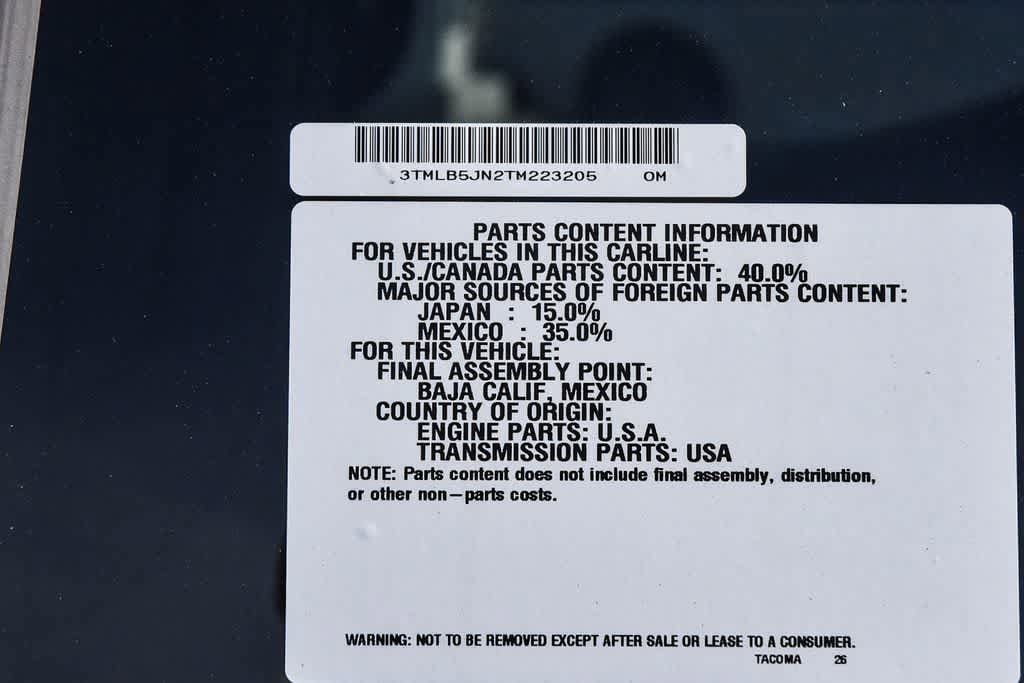 3TMLB5JN2TM223205 OM
PARTS CONTENT INFORMATION
FOR VEHICLES IN THIS CARLINE:
U.S./CANADA PARTS CONTENT: 40.0%
MAJOR SOURCES OF FOREIGN PARTS CONTENT:
JAPAN : 15.0%
MEXICO : 35.0%
FOR THIS VEHICLE:
FINAL ASSEMBLY POINT:
BAJA CALIF, MEXICO
COUNTRY OF ORIGIN:
ENGINE PARTS: U.S.A.
TRANSMISSION PARTS: USA
NOTE: Parts content does not include final assembly, distribution,
or other non-parts costs.
WARNING: NOT TO BE REMOVED EXCEPT AFTER SALE OR LEASE TO A CONSUMER.
TACOMA 26